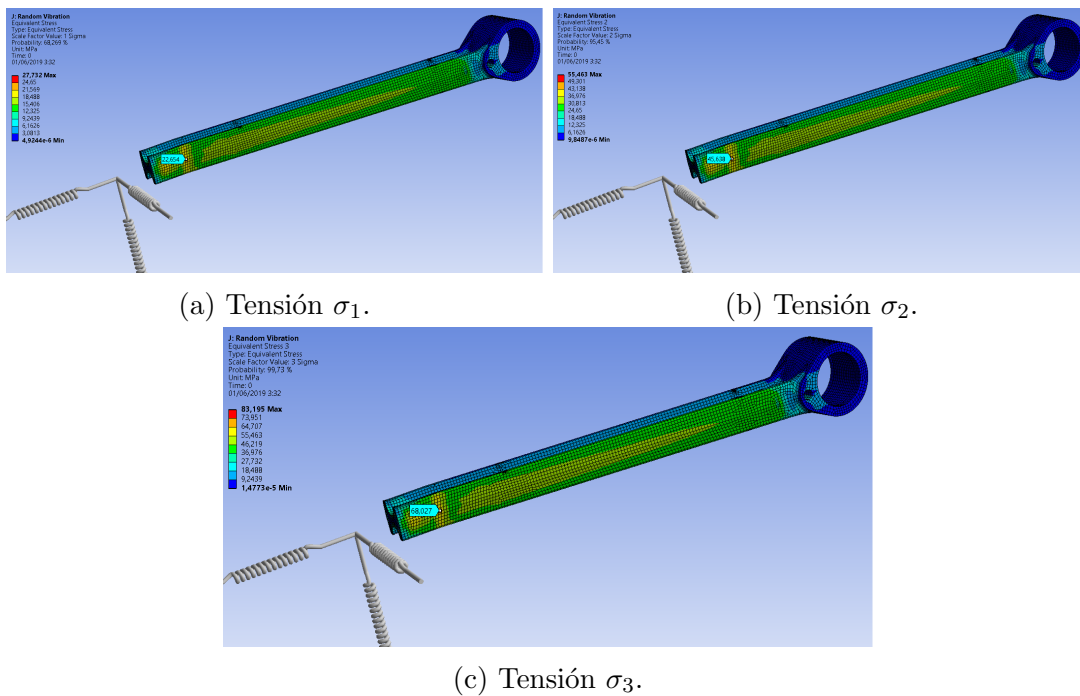 J: Random Vibration
Equivalent Stress
Type: Equivalent Stress
Scale Factor Value: 1 Sigma
Probability: 68,269 %
Unit: MPa
Time: 0
01/06/2019 3:32
27,732 Max
24,65
21,569
18,488
15,406
12,325
9,2439
6,1626
3,0813
4,9244e-6 Min
22,654
(a) Tensión σ1.
J: Random Vibration
Equivalent Stress 2
Type: Equivalent Stress
Scale Factor Value: 2 Sigma
Probability: 95,45 %
Unit: MPa
Time: 0
01/06/2019 3:32
55,463 Max
49,301
43,138
36,976
30,813
24,65
18,488
12,325
6,1626
9,8487e-6 Min
45,638
(b) Tensión σ2.
J: Random Vibration
Equivalent Stress 3
Type: Equivalent Stress
Scale Factor Value: 3 Sigma
Probability: 99,73 %
Unit: MPa
Time: 0
01/06/2019 3:32
83,195 Max
73,951
64,707
55,463
46,219
36,976
27,732
18,488
9,2439
1,4773e-5 Min
68,027
(c) Tensión σ3.